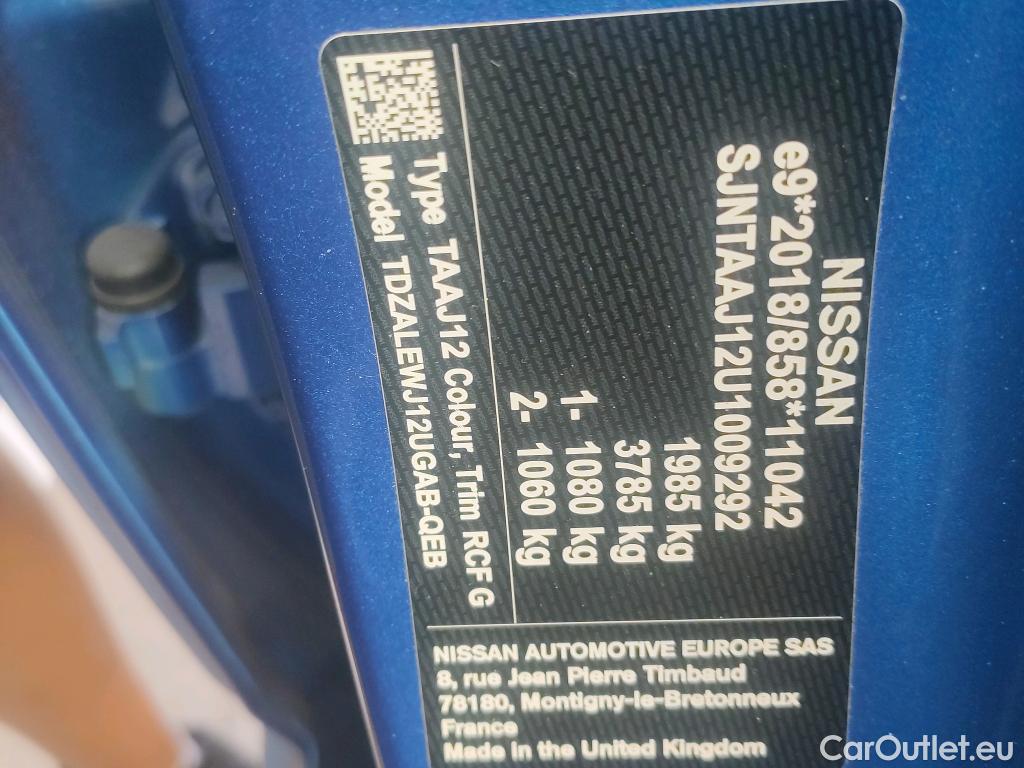 NISSAN
e9*2018/858*11042
SJNTAAJ12U1009292
1985 kg
3785 kg
1- 1080 kg
2- 1060 kg
Type TAAJ12 Colour, Trim RCF G
Model TDZALEWJ12UGAB-QEB
NISSAN AUTOMOTIVE EUROPE SAS
8, rue Jean Pierre Timbaud
78180, Montigny-le-Bretonneux
France
Made in the United Kingdom
CarOutlet.eu